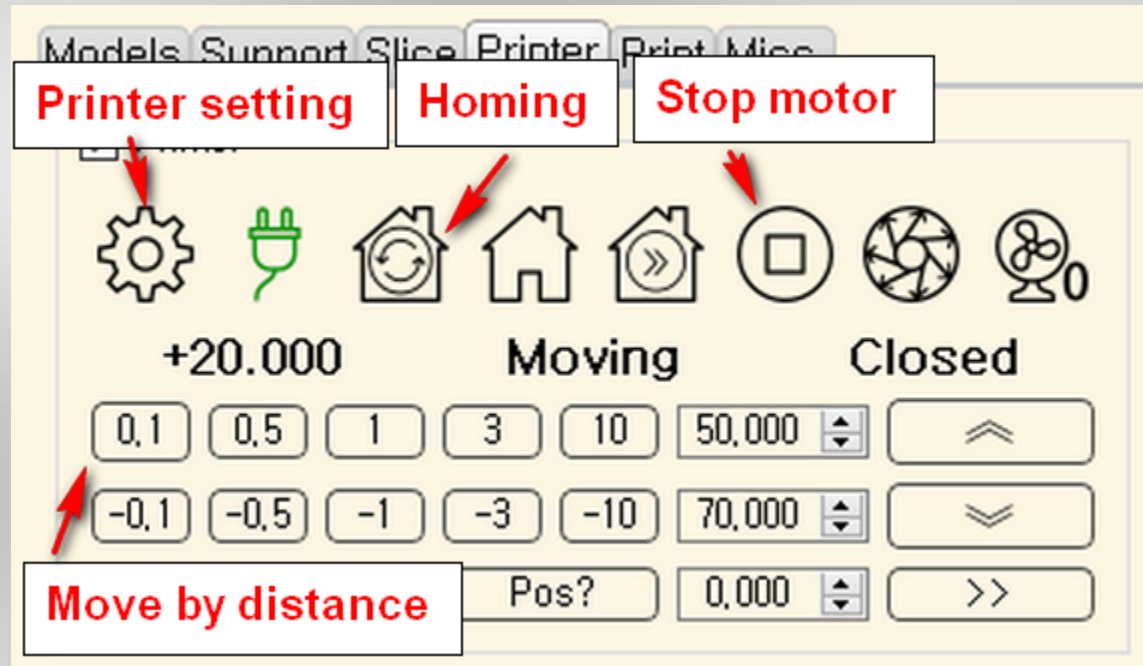 Models Support Slice Printer Print Misc.
Printer setting
Homing
Stop motor
0
+20.000 Moving Closed
0,1 0,5 1 3 10 50,000
-0,1 -0,5 -1 -3 -10 70,000
Move by distance
Pos? 0,000 >>